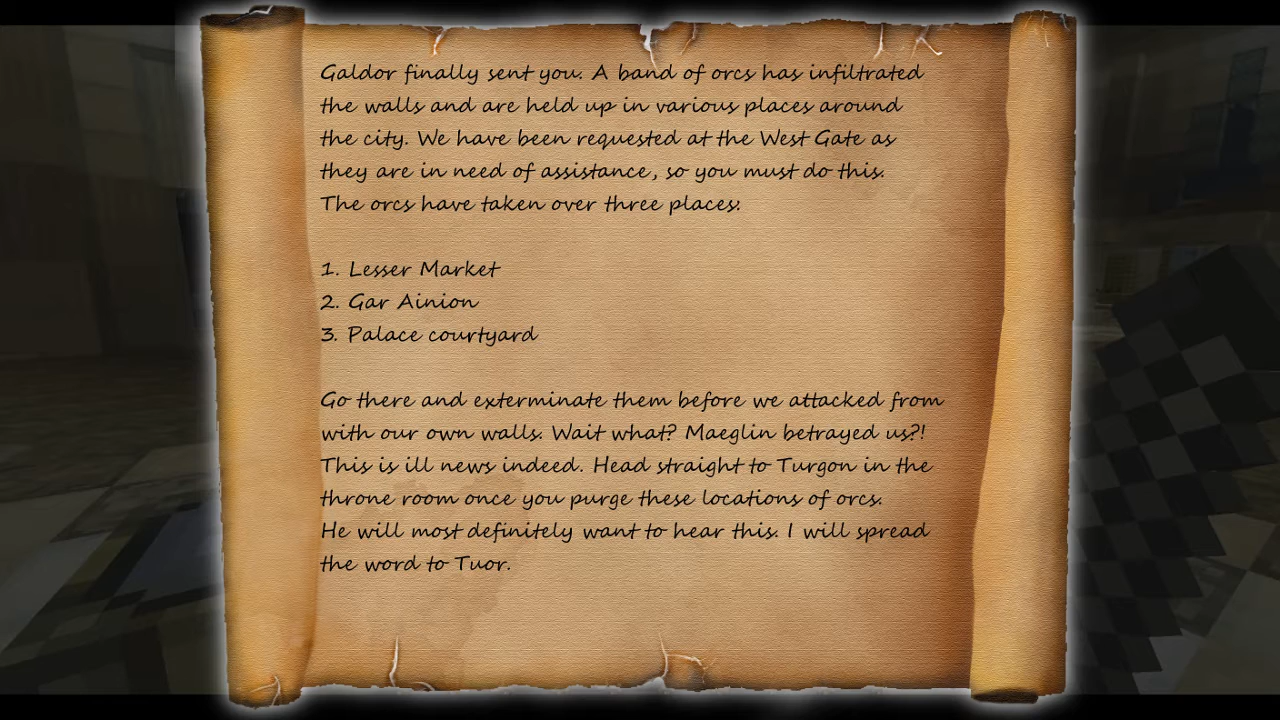 Galdor finally sent you. A band of orcs has infiltrated
the walls and are held up in various places around
the city. We have been requested at the West Gate as
they are in need of assistance, so you must do this.
The orcs have taken over three places:
1. Lesser Market
2. Gar Ainion
3. Palace courtyard
Go there and exterminate them before we attacked from
with our own walls. Wait what? Maeglin betrayed us?!
This is ill news indeed. Head straight to Turgon in the
throne room once you purge these locations of orcs.
He will most definitely want to hear this. I will spread
the word to Tuor.